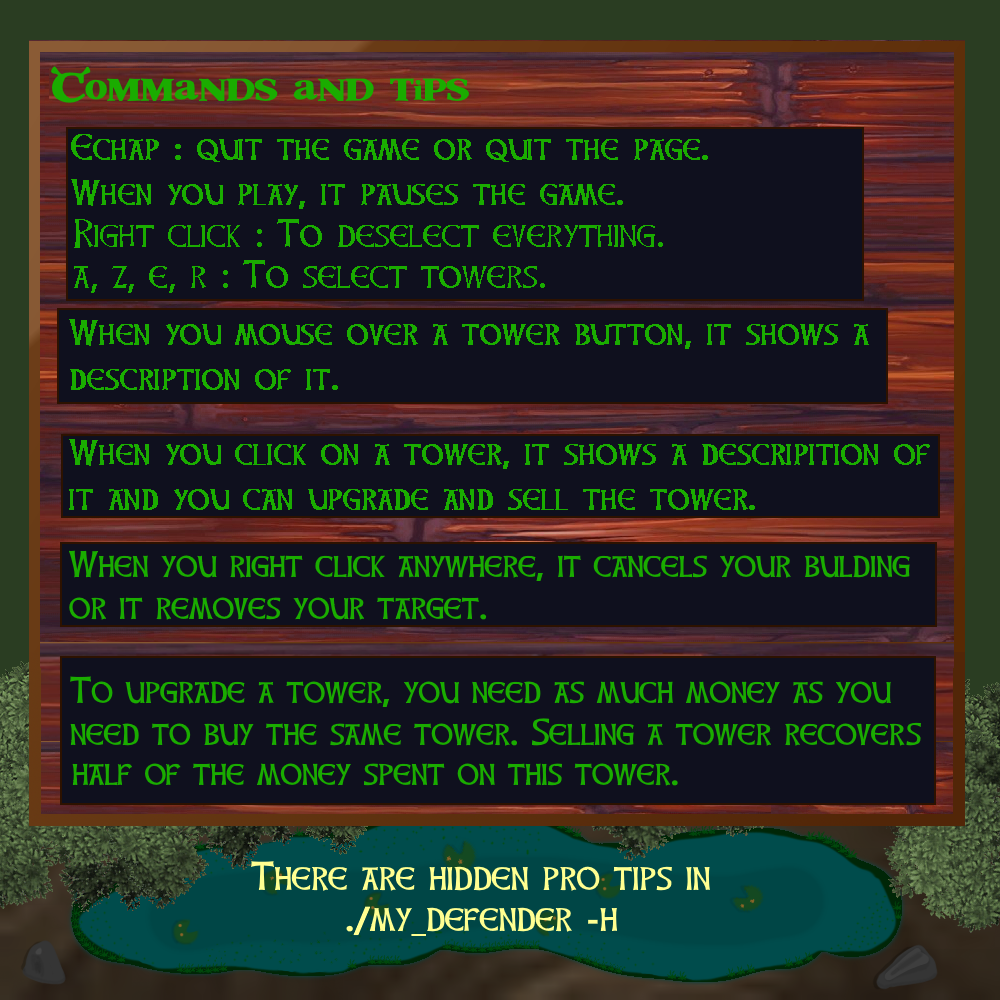 Commands and tips
Echap : quit the game or quit the page.
When you play, it pauses the game.
Right click : To deselect everything.
a, z, e, r : To select towers.
When you mouse over a tower button, it shows a
description of it.
When you click on a tower, it shows a descripition of
it and you can upgrade and sell the tower.
When you right click anywhere, it cancels your bulding
or it removes your target.
To upgrade a tower, you need as much money as you
need to buy the same tower. Selling a tower recovers
half of the money spent on this tower.
There are hidden pro tips in
./my_defender -h